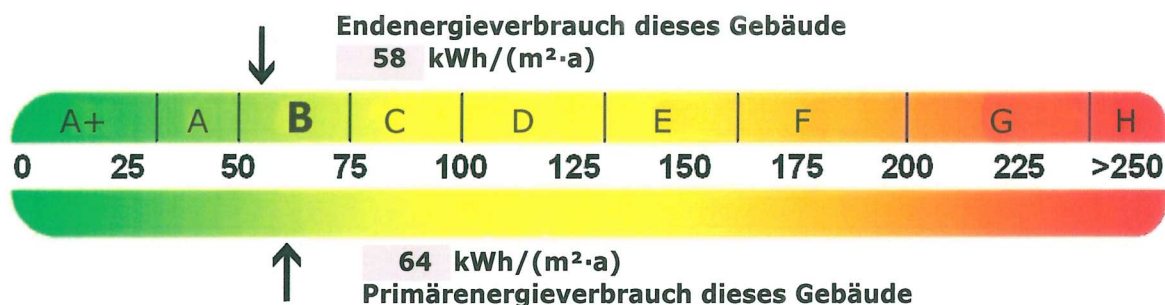 Endenergieverbrauch dieses Gebäude
58 kWh/(m²·a)
A+ A B C D E F G H
0 25 50 75 100 125 150 175 200 225 >250
64 kWh/(m²·a)
Primärenergieverbrauch dieses Gebäude